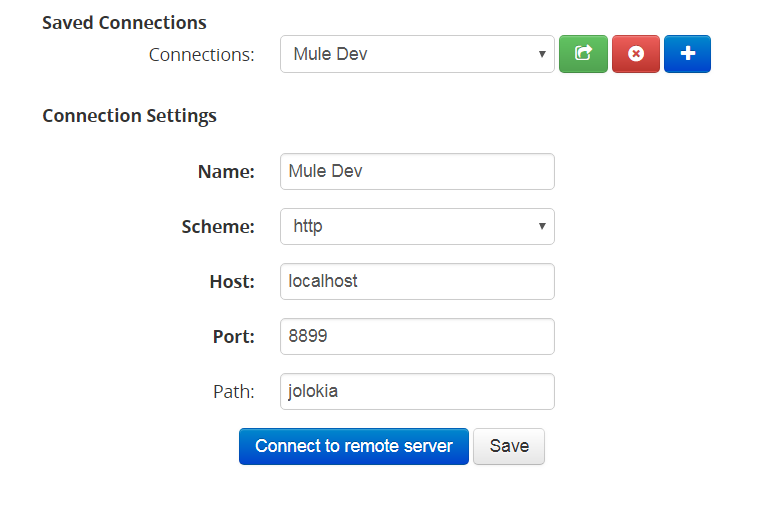 Saved Connections
Connections: Mule Dev
Connection Settings
Name: Mule Dev
Scheme: http
Host: localhost
Port: 8899
Path: jolokia
Connect to remote server Save